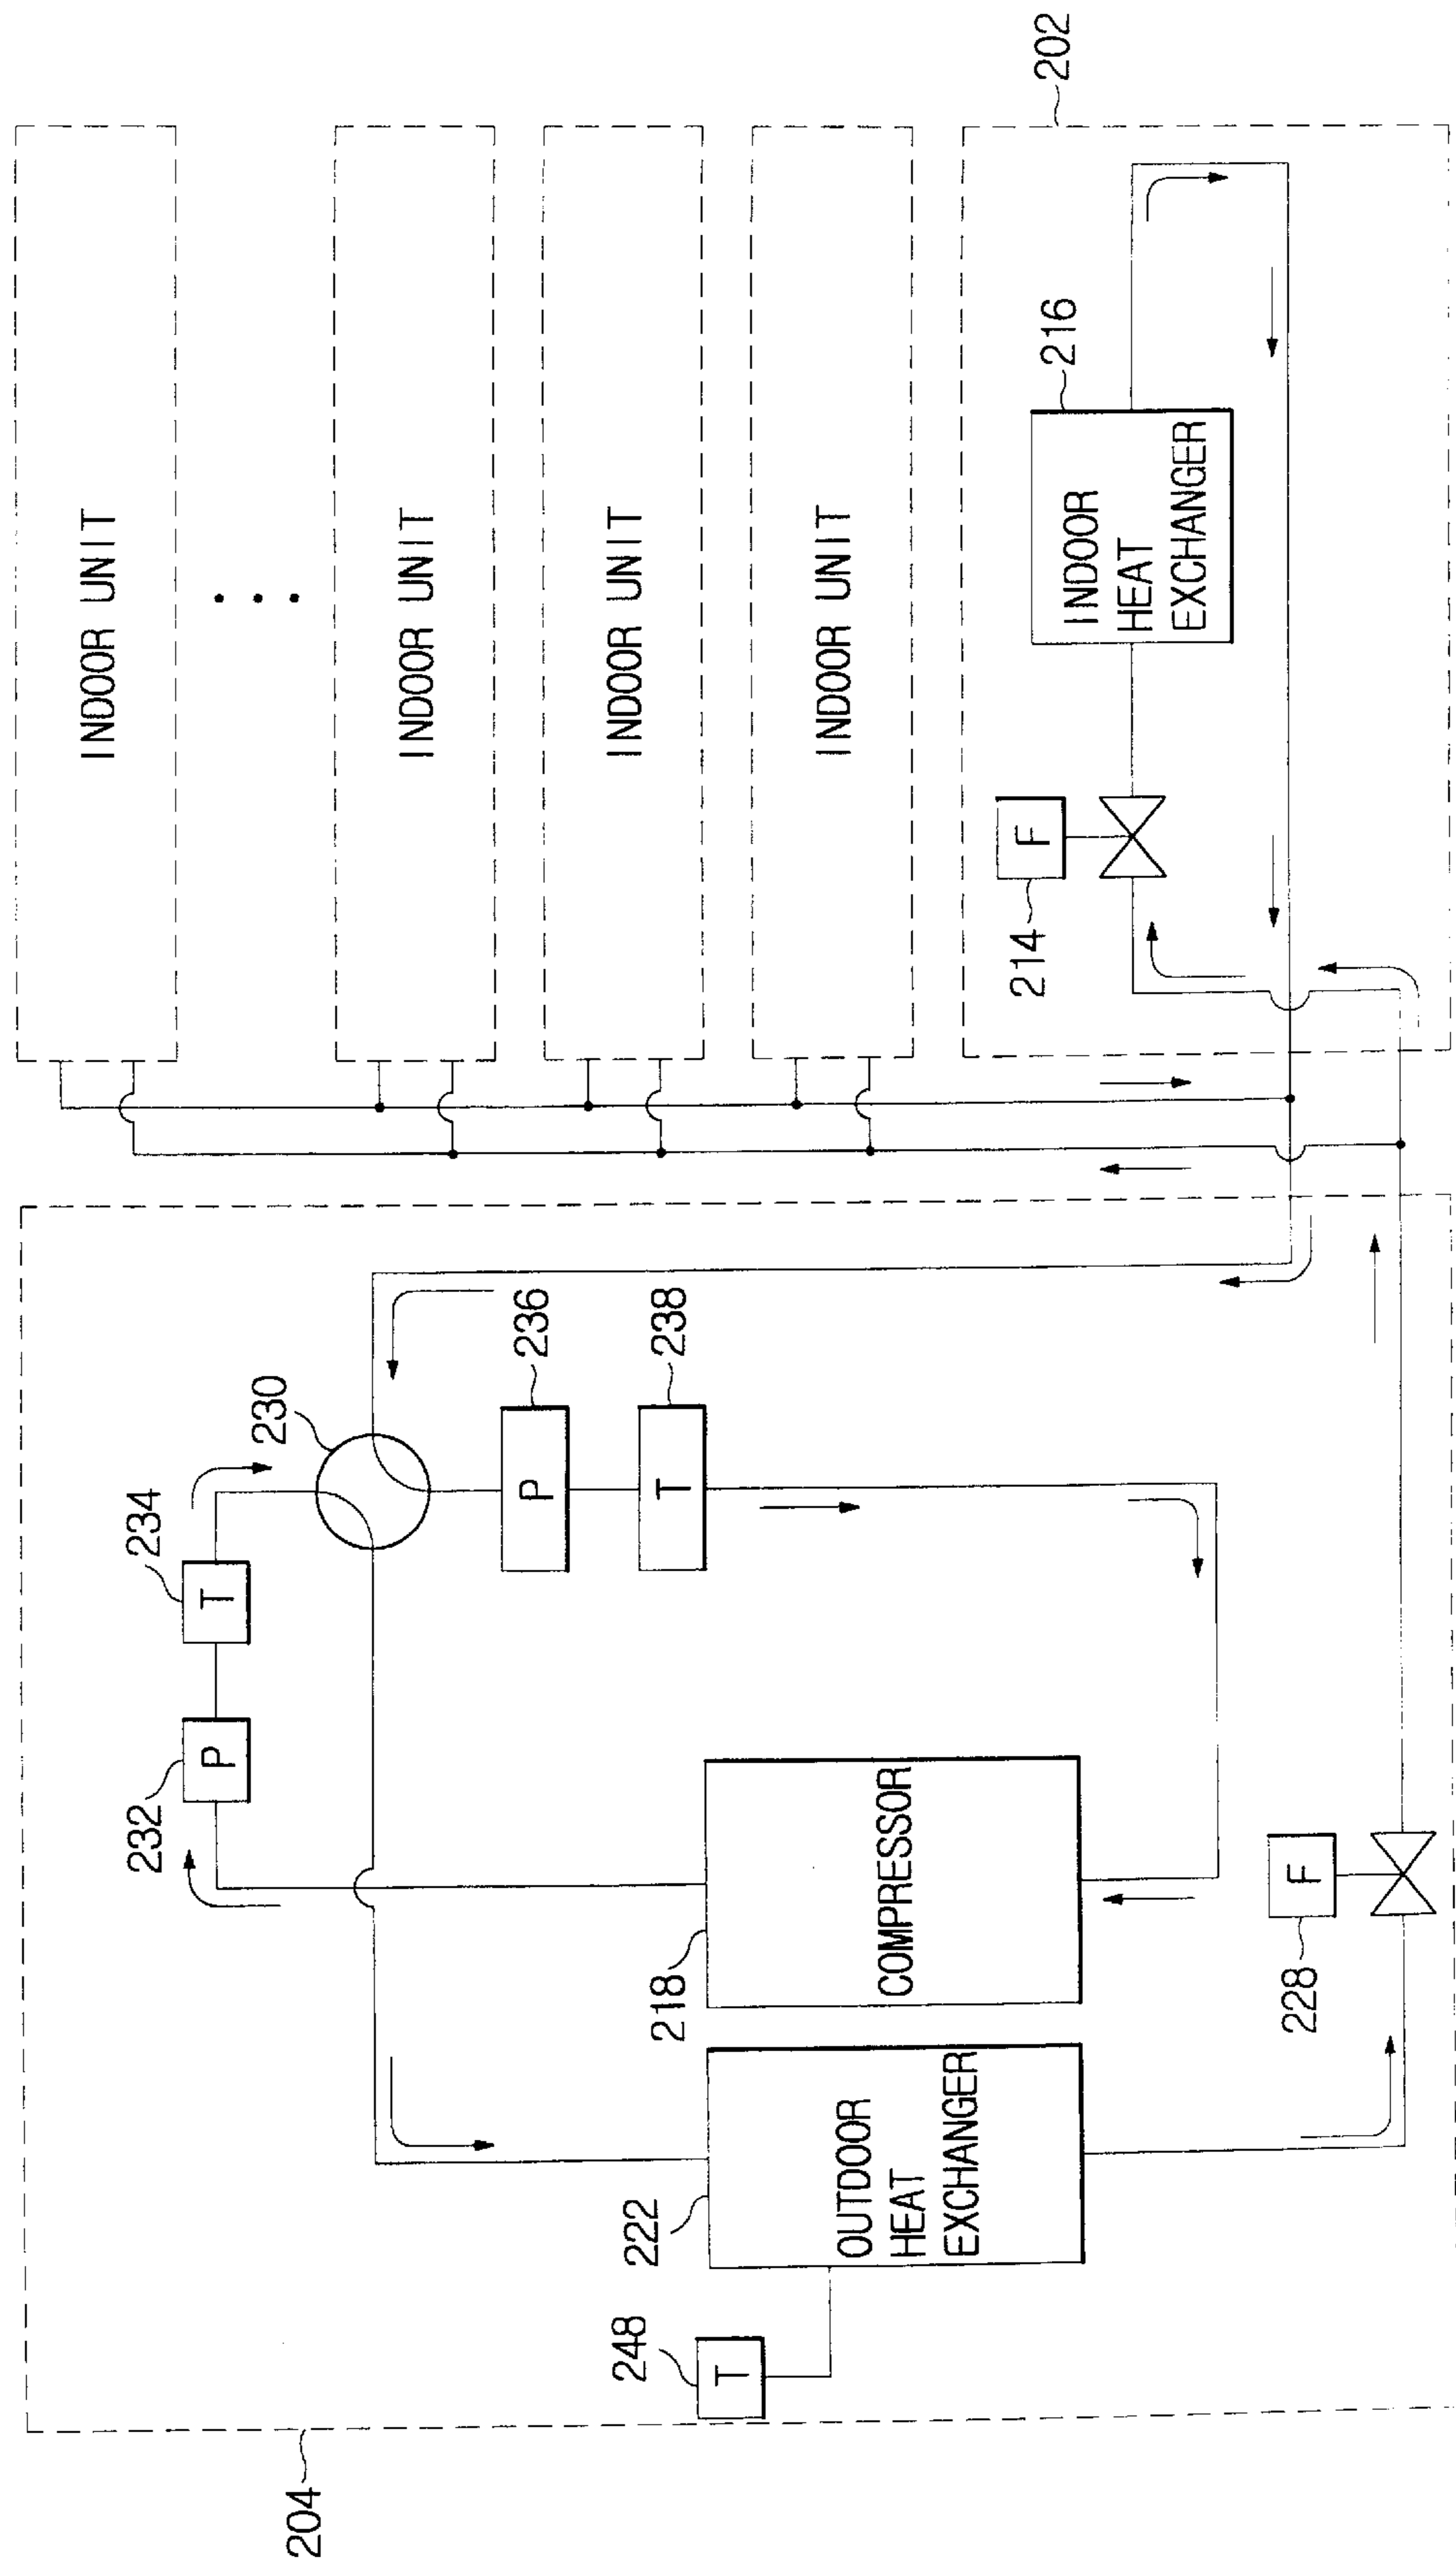 INDOOR UNIT
INDOOR UNIT
INDOOR UNIT
INDOOR UNIT
202
216
INDOOR
HEAT
EXCHANGER
F
214
236
238
230
P
T
234
T
232
P
COMPRESSOR
218
F
228
OUTDOOR
HEAT
EXCHANGER
222
248
T
204